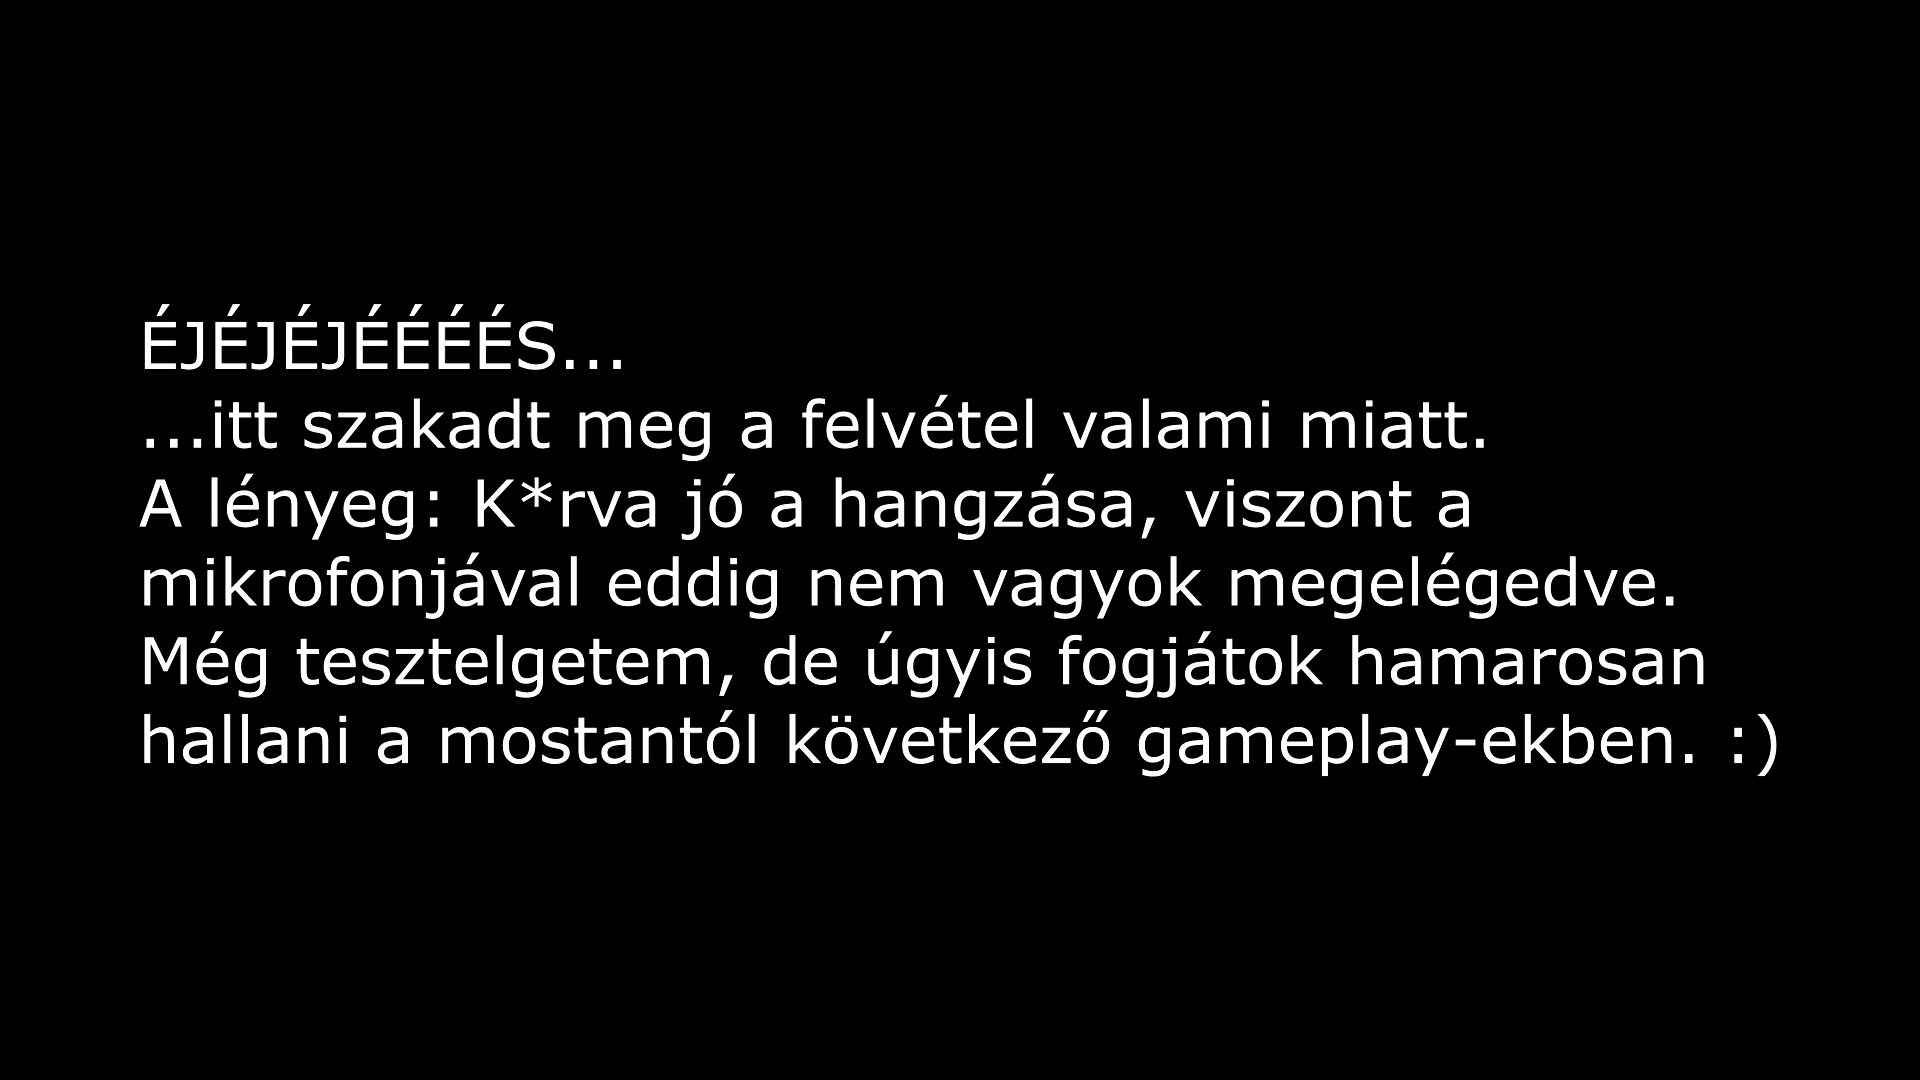 ÉJÉJÉJÉÉÉÉS...
...itt szakadt meg a felvétel valami miatt.
A lényeg: K*rva jó a hangzása, viszont a
mikrofonjával eddig nem vagyok megelégedve.
Még tesztelgetem, de úgyis fogjátok hamarosan
hallani a mostantól következő gameplay-ekben. :)